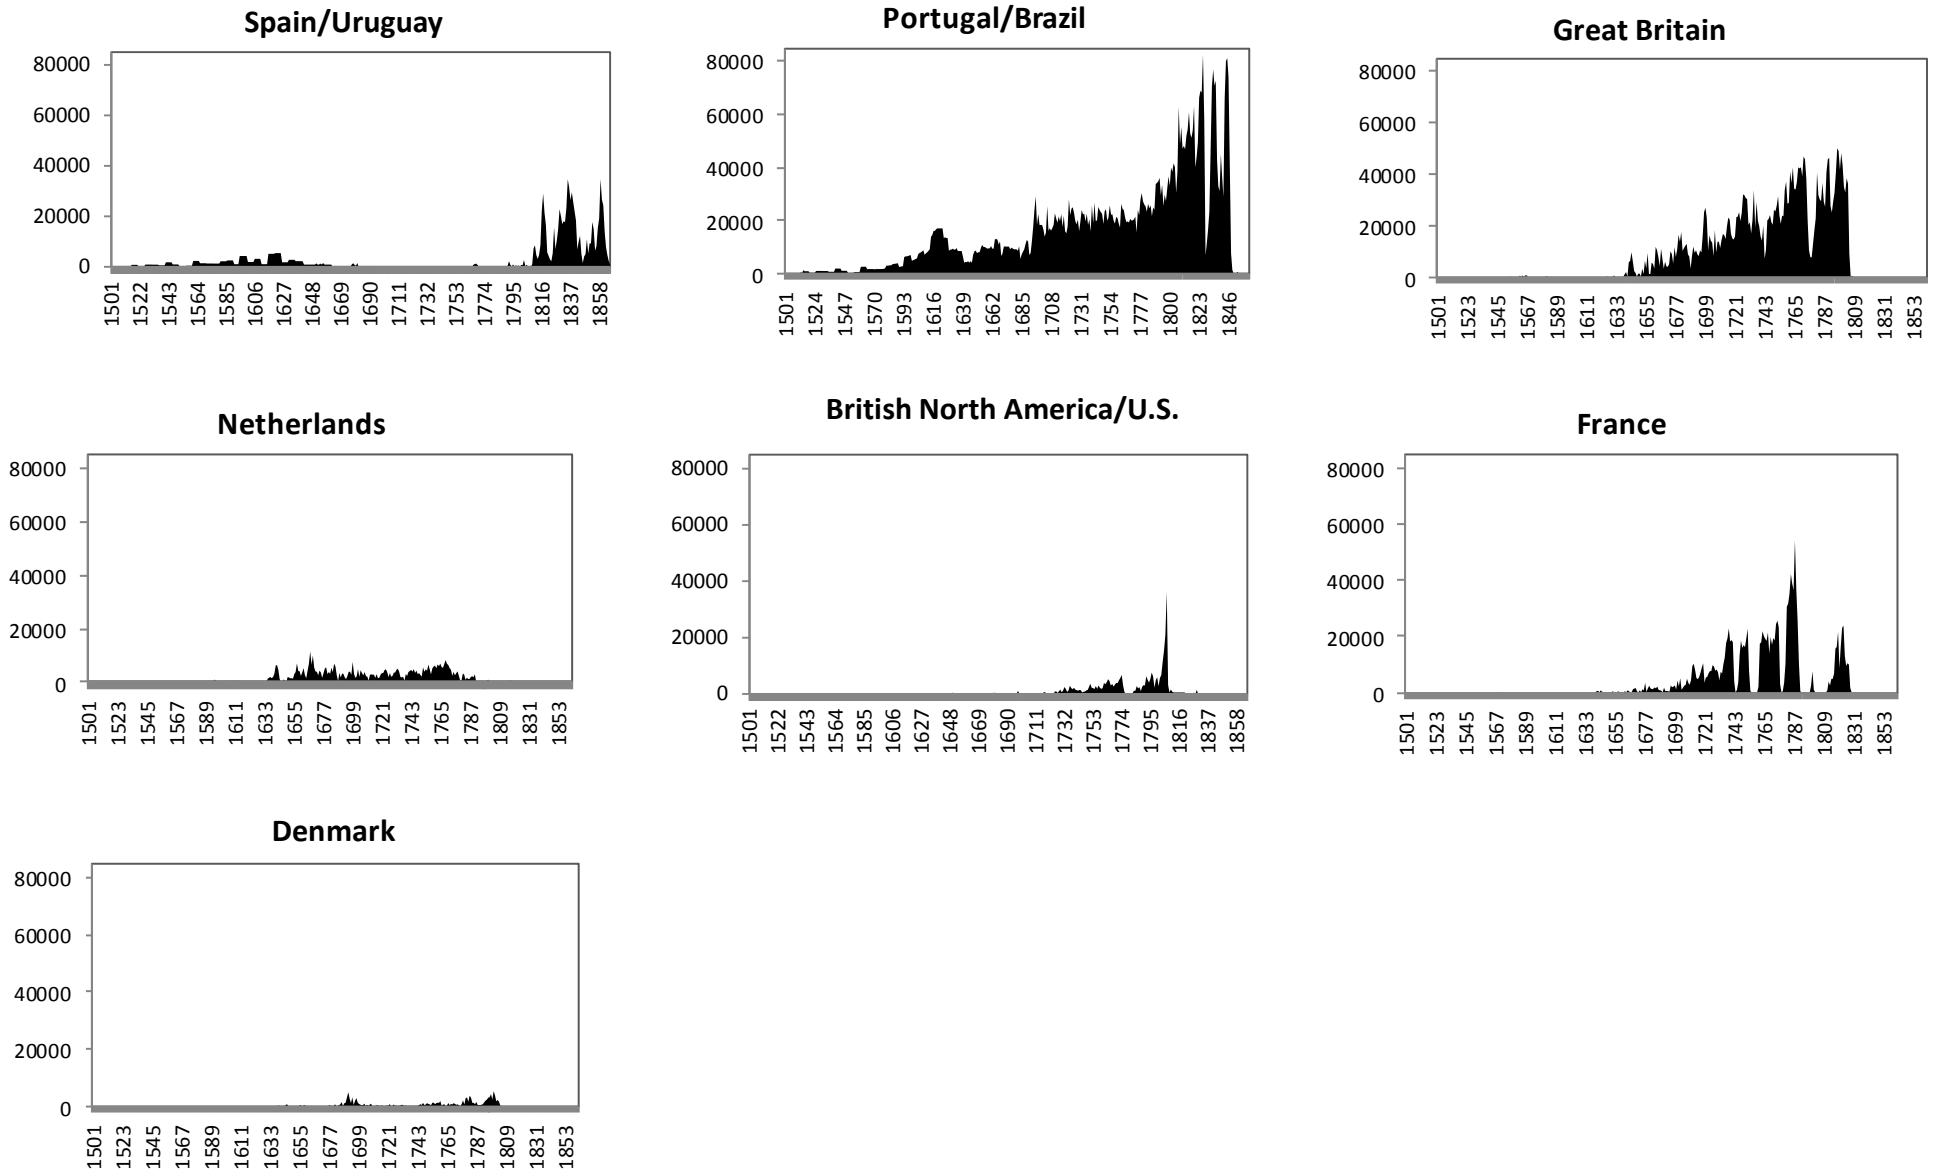 Spain/Uruguay
80000
60000
40000
20000
0
1501 1522 1543 1564 1585 1606 1627 1648 1669 1690 1711 1732 1753 1774 1795 1816 1837 1858
Portugal/Brazil
80000
60000
40000
20000
0
1501 1524 1547 1570 1593 1616 1639 1662 1685 1708 1731 1754 1777 1800 1823 1846
Great Britain
80000
60000
40000
20000
0
1501 1523 1545 1567 1589 1611 1633 1655 1677 1699 1721 1743 1765 1787 1809 1831 1853
Netherlands
80000
60000
40000
20000
0
1501 1523 1545 1567 1589 1611 1633 1655 1677 1699 1721 1743 1765 1787 1809 1831 1853
British North America/U.S.
80000
60000
40000
20000
0
1501 1522 1543 1564 1585 1606 1627 1648 1669 1690 1711 1732 1753 1774 1795 1816 1837 1858
France
80000
60000
40000
20000
0
1501 1523 1545 1567 1589 1611 1633 1655 1677 1699 1721 1743 1765 1787 1809 1831 1853
Denmark
80000
60000
40000
20000
0
1501 1523 1545 1567 1589 1611 1633 1655 1677 1699 1721 1743 1765 1787 1809 1831 1853